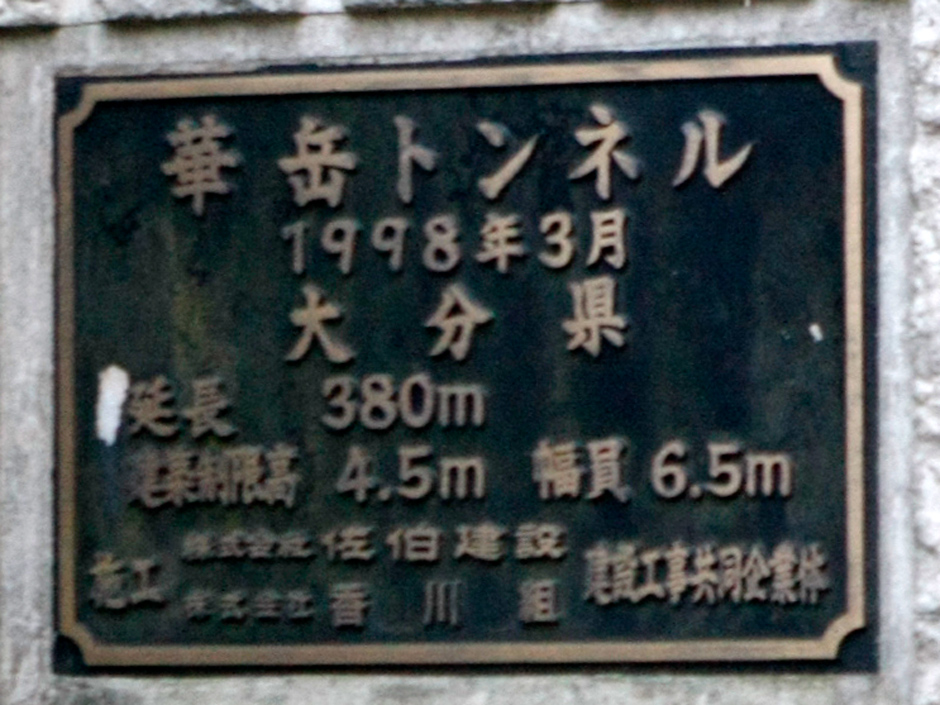 華岳トンネル
1998年3月
大分県
延長 380m
建築制限高 4.5m 幅員 6.5m
施工 株式会社 佐伯建設 建設工事共同企業体
株式会社 香川組